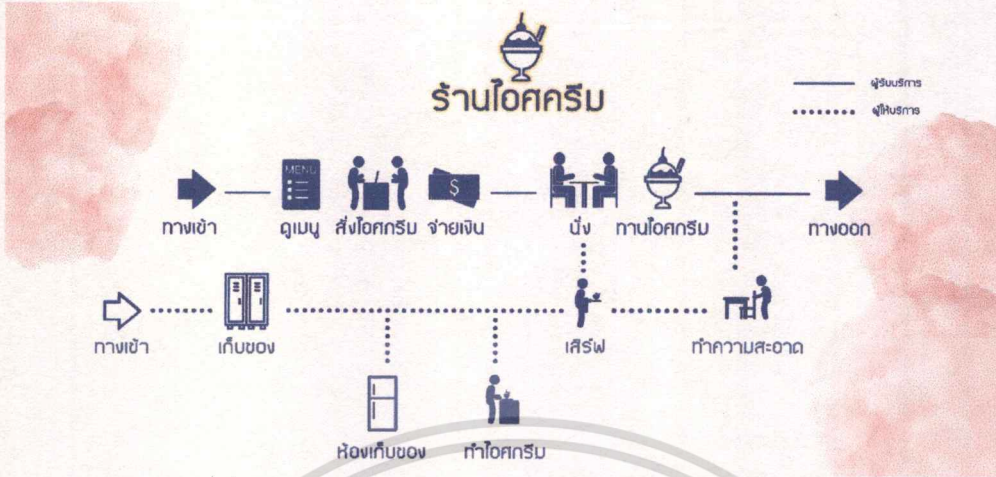 ร้านไอศครีม
ผู้รับบริการ
ผู้ให้บริการ
MENU
$
ทางเข้า
ดูเมนู
สั่งไอศกรีม
จ่ายเงิน
นั่ง
ทานไอศกรีม
ทางออก
ทางเข้า
เก็บของ
เสิร์ฟ
ทำความสะอาด
ห้องเก็บของ
ทำไอศกรีม